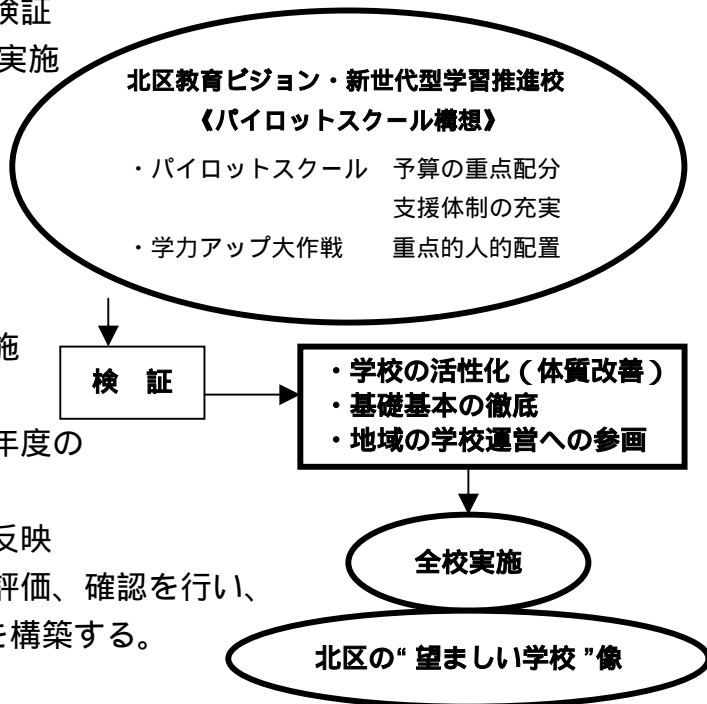 検証
実施
北区教育ビジョン・新世代型学習推進校
《パイロットスクール構想》
・パイロットスクール　予算の重点配分
支援体制の充実
・学力アップ大作戦　重点的人的配置
施
検　証
・学校の活性化（体質改善）
・基礎基本の徹底
・地域の学校運営への参画
年度の
反映
評価、確認を行い、
を構築する。
全校実施
北区の“望ましい学校”像